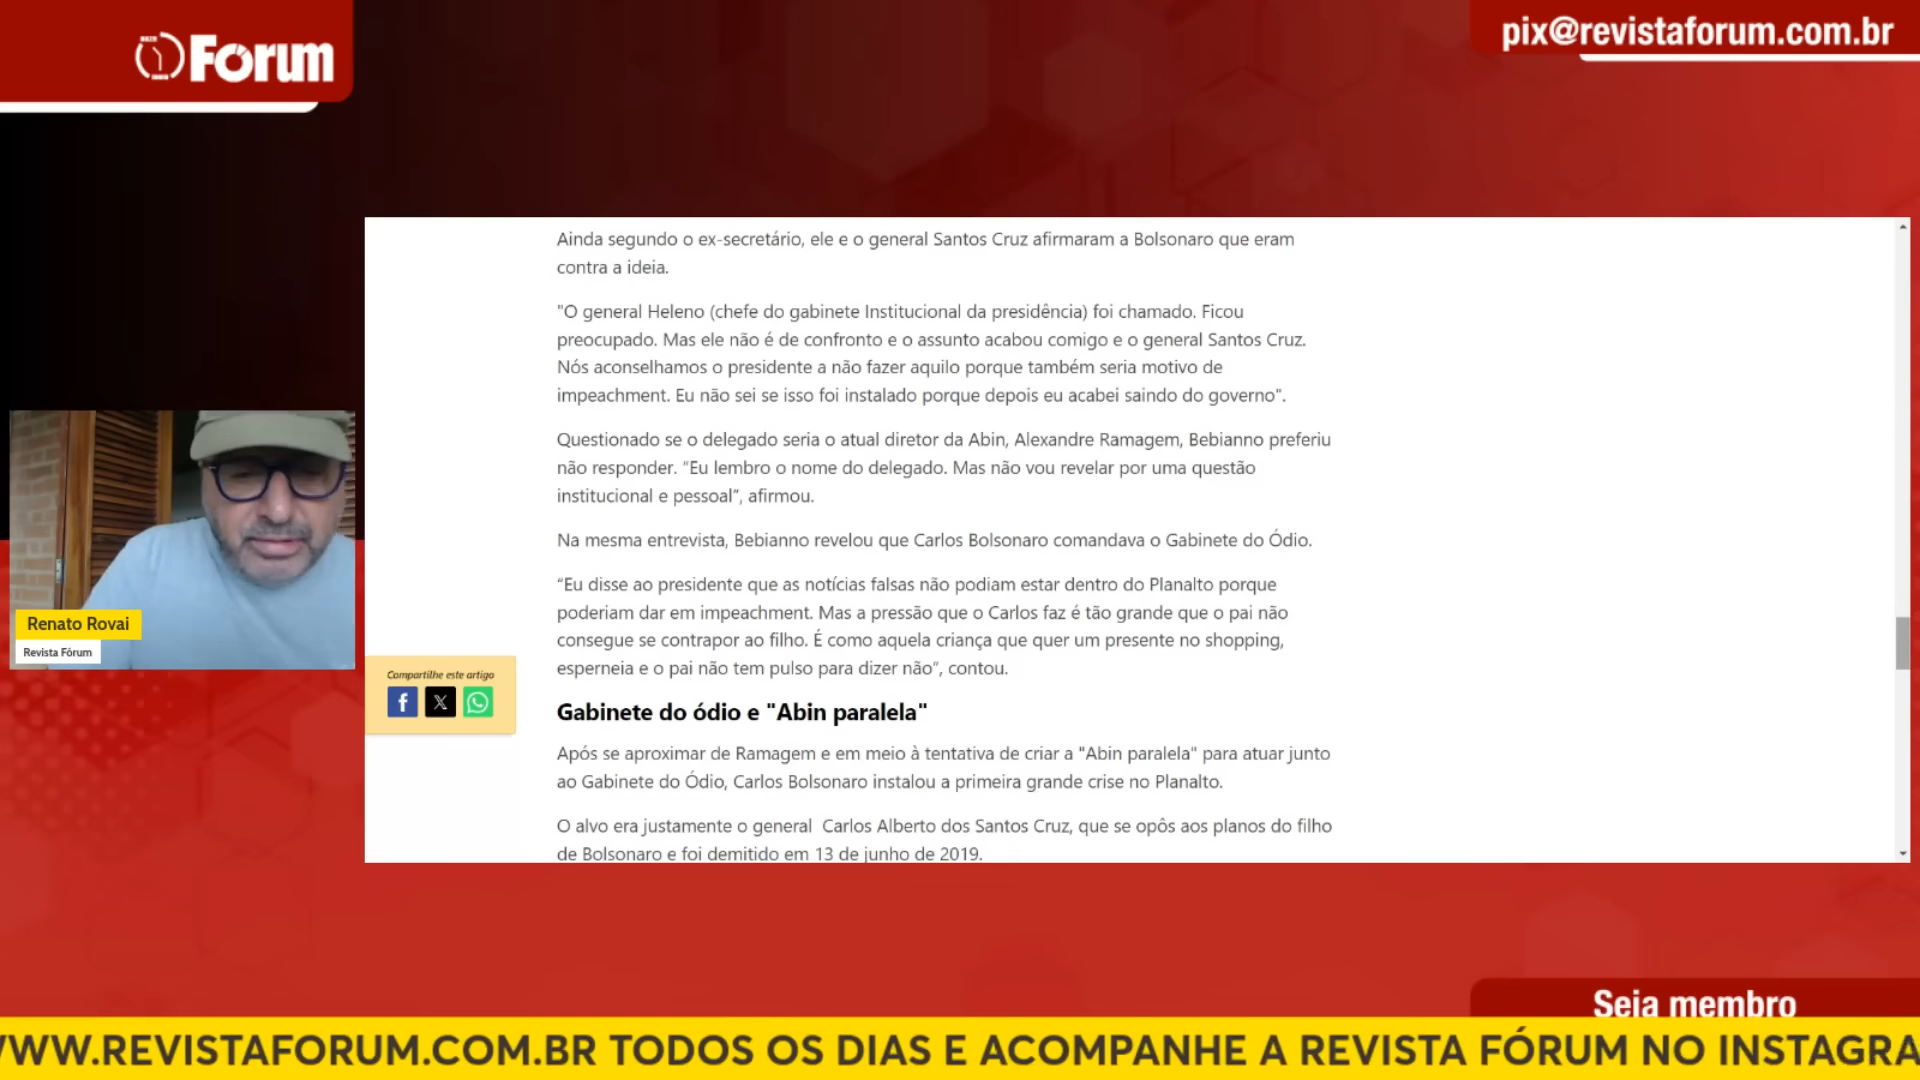 Forum
pix@revistaforum.com.br
Ainda segundo o ex-secretário, ele e o general Santos Cruz afirmaram a Bolsonaro que eram
contra a ideia.
"O general Heleno (chefe do gabinete Institucional da presidência) foi chamado. Ficou
preocupado. Mas ele não é de confronto e o assunto acabou comigo e o general Santos Cruz.
Nós aconselhamos o presidente a não fazer aquilo porque também seria motivo de
impeachment. Eu não sei se isso foi instalado porque depois eu acabei saindo do governo".
Questionado se o delegado seria o atual diretor da Abin, Alexandre Ramagem, Bebianno preferiu
não responder. “Eu lembro o nome do delegado. Mas não vou revelar por uma questão
institucional e pessoal”, afirmou.
Na mesma entrevista, Bebianno revelou que Carlos Bolsonaro comandava o Gabinete do Ódio.
“Eu disse ao presidente que as notícias falsas não podiam estar dentro do Planalto porque
poderiam dar em impeachment. Mas a pressão que o Carlos faz é tão grande que o pai não
consegue se contrapor ao filho. É como aquela criança que quer um presente no shopping,
esperneia e o pai não tem pulso para dizer não”, contou.
Renato Rovai
Revista Fórum
Compartilhe este artigo
Gabinete do ódio e "Abin paralela"
Após se aproximar de Ramagem e em meio à tentativa de criar a "Abin paralela" para atuar junto
ao Gabinete do Ódio, Carlos Bolsonaro instalou a primeira grande crise no Planalto.
O alvo era justamente o general Carlos Alberto dos Santos Cruz, que se opôs aos planos do filho
de Bolsonaro e foi demitido em 13 de junho de 2019.
Seja membro
WWW.REVISTAFORUM.COM.BR TODOS OS DIAS E ACOMPANHE A REVISTA FÓRUM NO INSTAGRA